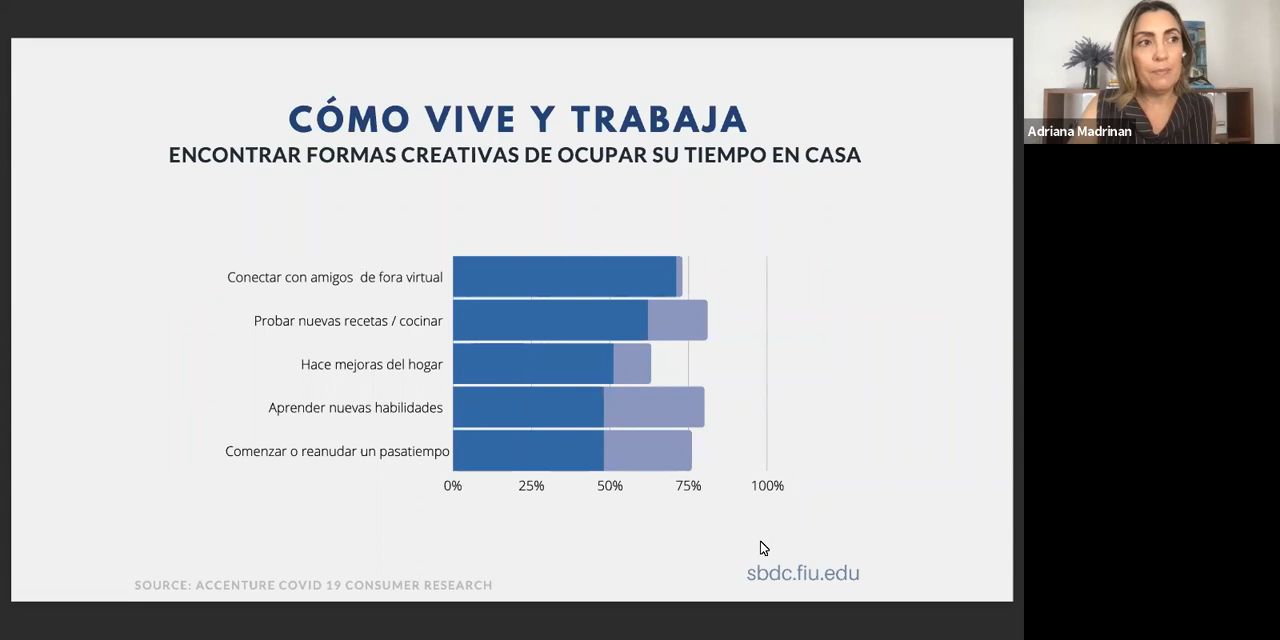 CÓMO VIVE Y TRABAJA
ENCONTRAR FORMAS CREATIVAS DE OCUPAR SU TIEMPO EN CASA
Conectar con amigos de fora virtual
Probar nuevas recetas / cocinar
Hace mejoras del hogar
Aprender nuevas habilidades
Comenzar o reanudar un pasatiempo
0% 25% 50% 75% 100%
sbdc.fiu.edu
SOURCE: ACCENTURE COVID 19 CONSUMER RESEARCH
Adriana Madrinan